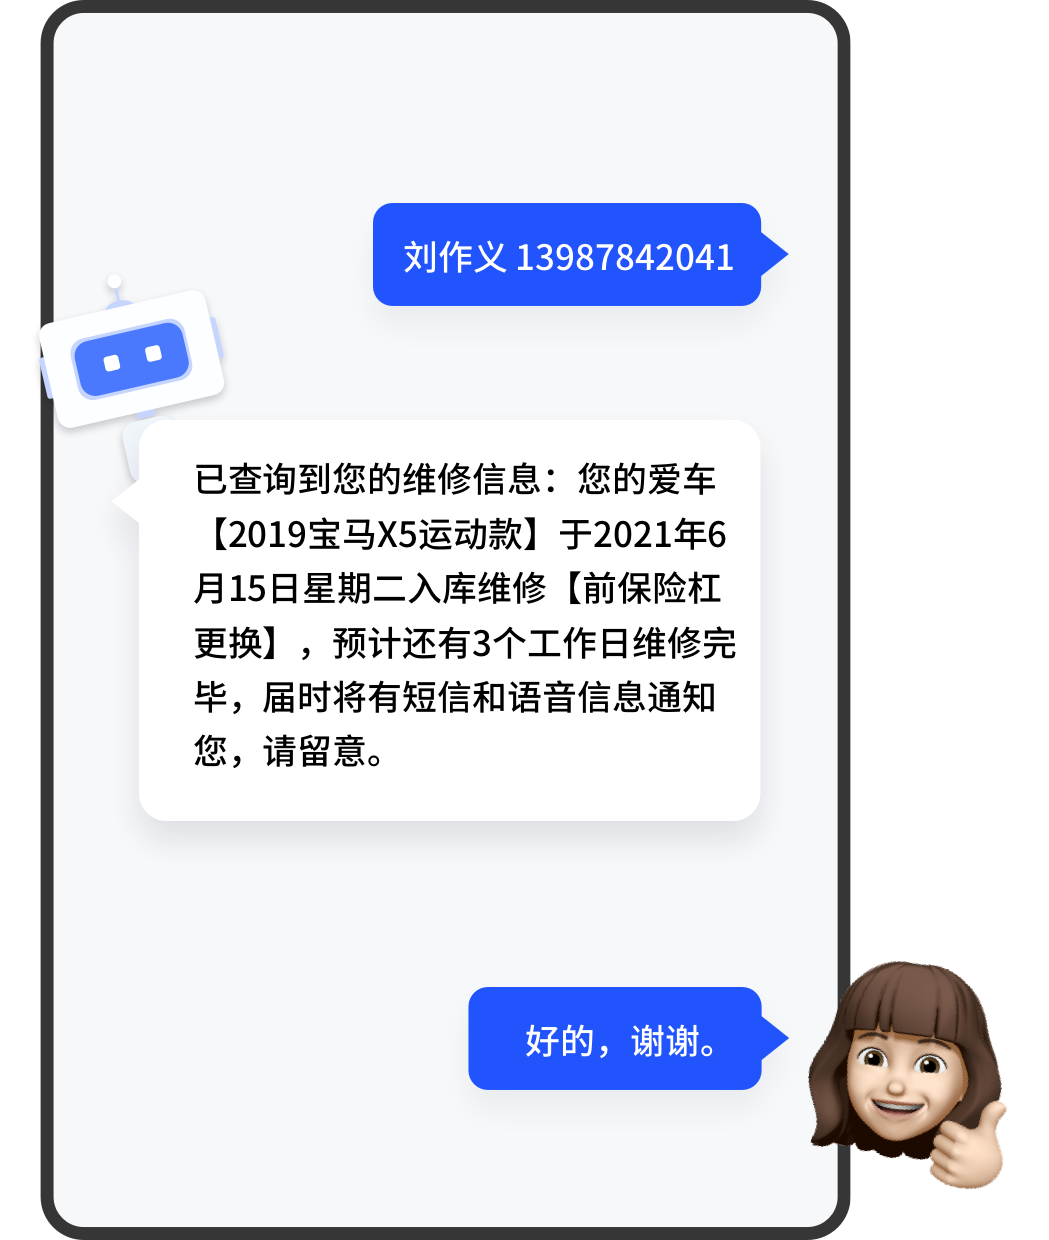 刘作义 13987842041
已查询到您的维修信息：您的爱车
【2019宝马X5运动款】于2021年6
月15日星期二入库维修【前保险杠
更换】，预计还有3个工作日维修完
毕，届时将有短信和语音信息通知
您，请留意。
好的，谢谢。